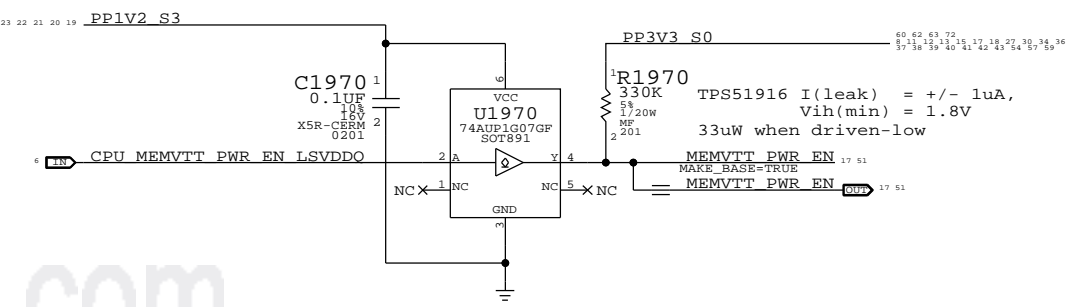 23 22 21 20 19 PP1V2_S3
PP3V3_S0
60 62 63 72
8 11 12 13 15 17 18 27 30 34 36
37 38 39 40 41 42 43 54 57 59
C1970 1
0.1UF
10%
16V
X5R-CERM 2
0201
6
VCC
U1970
74AUP1G07GF
SOT891
1 R1970
330K
5%
1/20W
MF
2 201
TPS51916 I(leak) = +/- 1uA,
Vih(min) = 1.8V
33uW when driven-low
6 IN CPU_MEMVTT_PWR_EN_LSVDDQ 2 A Y 4 MEMVTT_PWR_EN 17 51
MAKE_BASE=TRUE
NC 1 NC NC 5 NC MEMVTT_PWR_EN OUT 17 51
GND
3
com